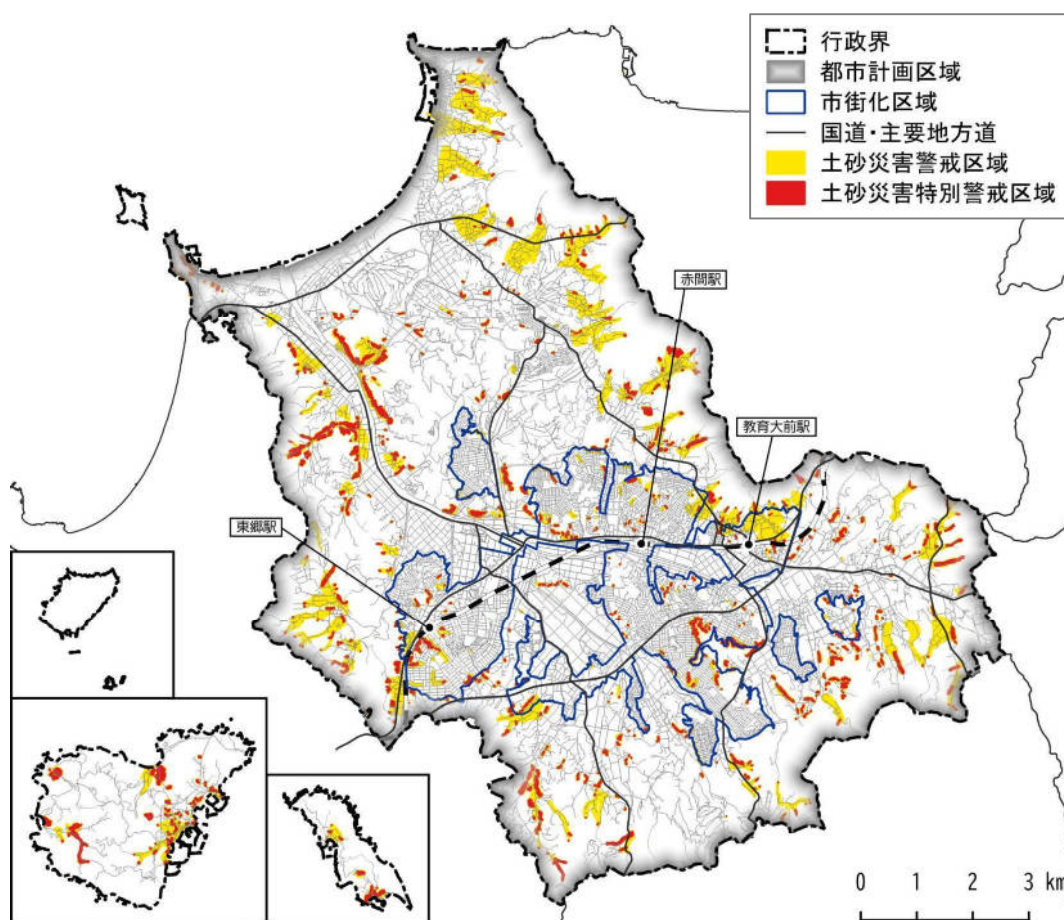 行政界
都市計画区域
市街化区域
国道・主要地方道
土砂災害警戒区域
土砂災害特別警戒区域
赤間駅
教育大前駅
東郷駅
0 1 2 3 km